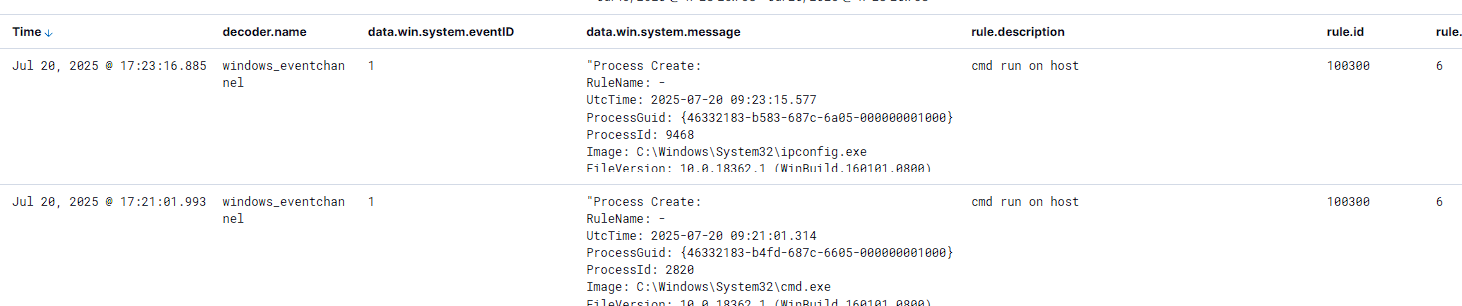 Time decoder.name data.win.system.eventID data.win.system.message rule.description rule.id rule.
Jul 20, 2025 @ 17:23:16.885 windows_eventchan 1 "Process Create: cmd run on host 100300 6
nel RuleName: -
UtcTime: 2025-07-20 09:23:15.577
ProcessGuid: {46332183-b583-687c-6a05-000000001000}
ProcessId: 9468
Image: C:\Windows\System32\ipconfig.exe
FileVersion: 10.0.18362.1 (WinBuild.160101.0800)
Jul 20, 2025 @ 17:21:01.993 windows_eventchan 1 "Process Create: cmd run on host 100300 6
nel RuleName: -
UtcTime: 2025-07-20 09:21:01.314
ProcessGuid: {46332183-b4fd-687c-6605-000000001000}
ProcessId: 2820
Image: C:\Windows\System32\cmd.exe
FileVersion: 10.0.18362.1 (WinBuild.160101.0800)